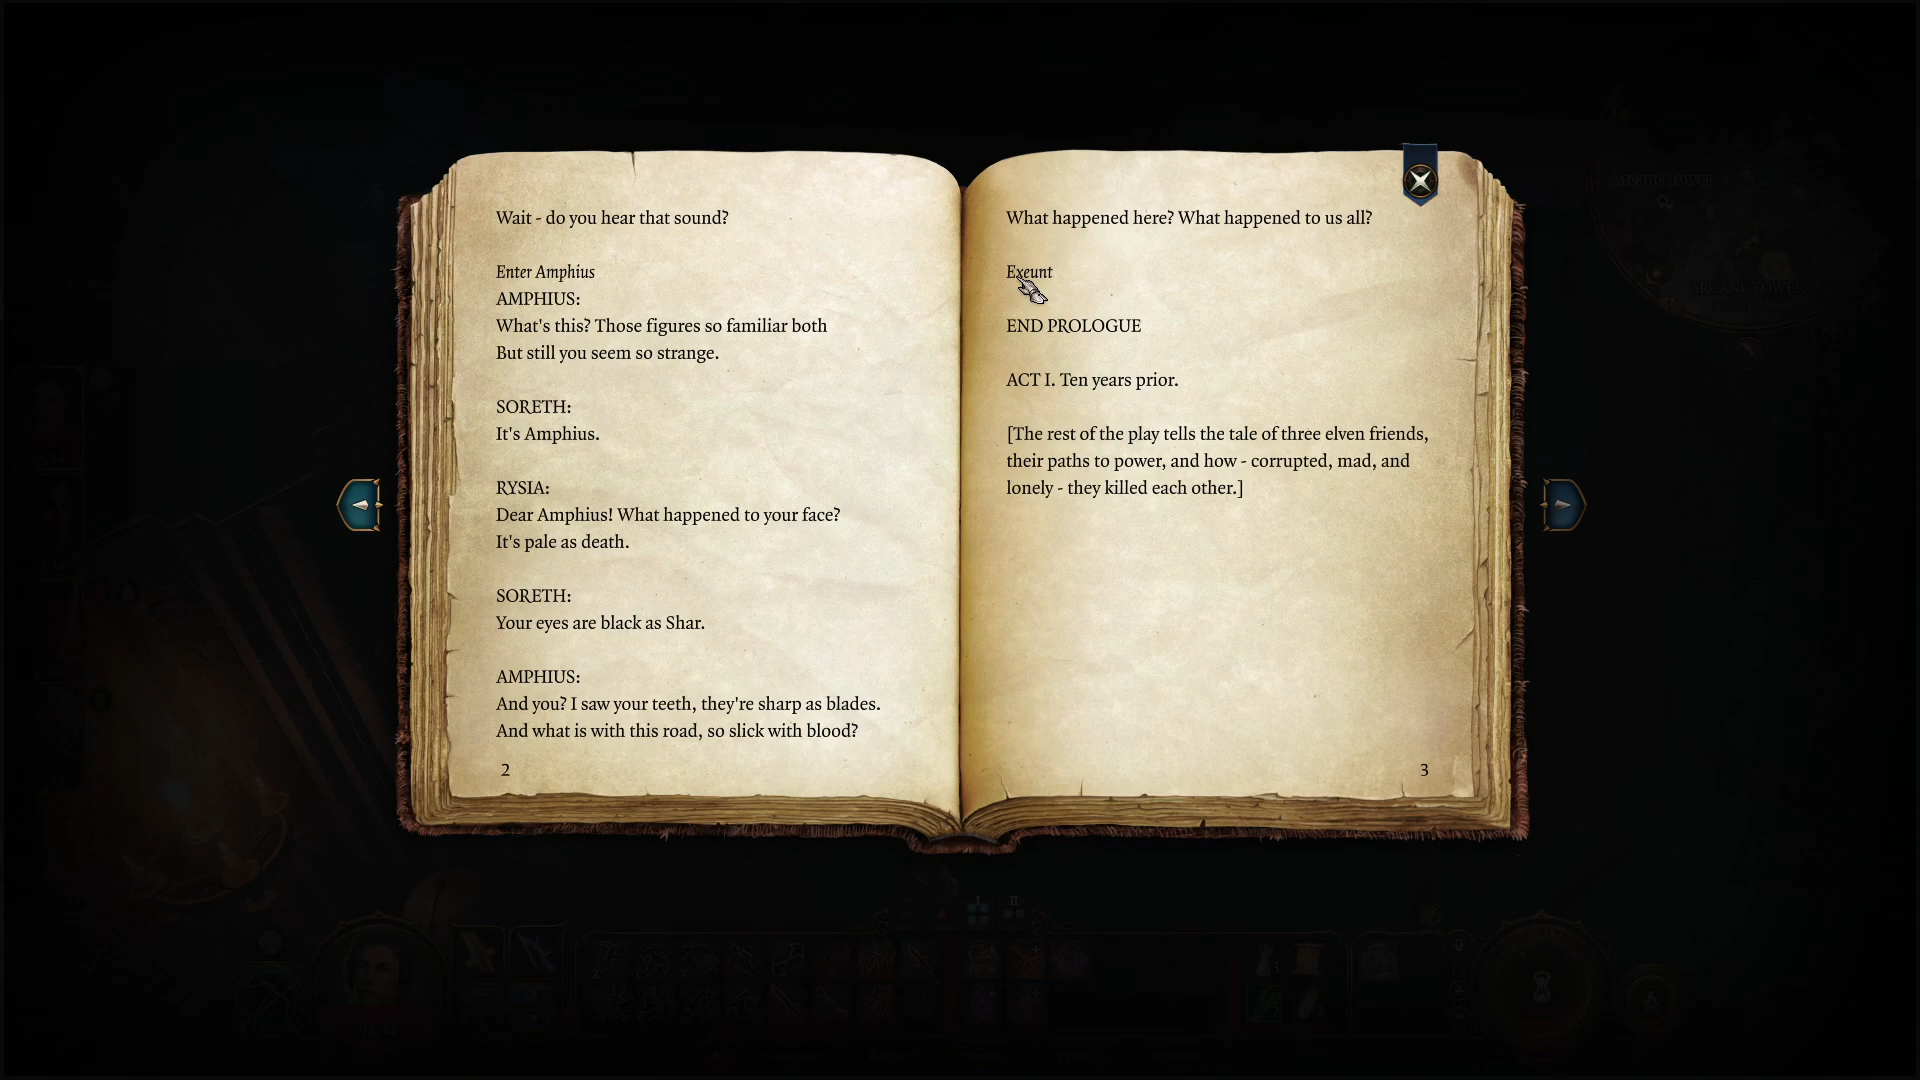 Wait - do you hear that sound?
Enter Amphius
AMPHIUS:
What's this? Those figures so familiar both
But still you seem so strange.
SORETH:
It's Amphius.
RYSIA:
Dear Amphius! What happened to your face?
It's pale as death.
SORETH:
Your eyes are black as Shar.
AMPHIUS:
And you? I saw your teeth, they're sharp as blades.
And what is with this road, so slick with blood?
2
What happened here? What happened to us all?
Exeunt
END PROLOGUE
ACT I. Ten years prior.
[The rest of the play tells the tale of three elven friends,
their paths to power, and how - corrupted, mad, and
lonely - they killed each other.]
3
Arcane Tower
ARCANE TOWER